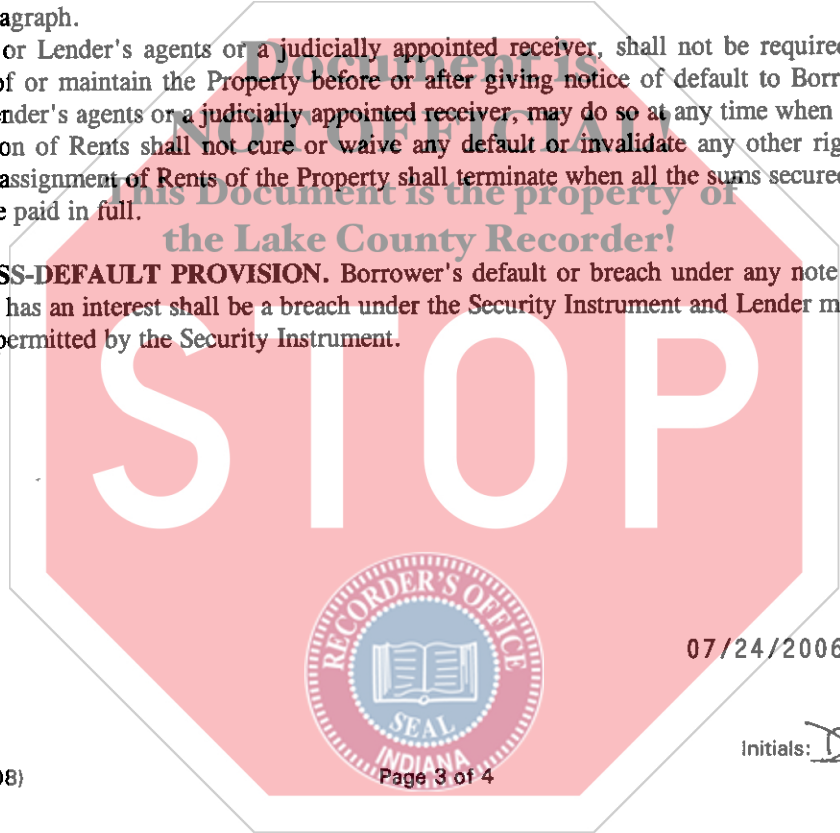 agraph.
or Lender's agents or a judicially appointed receiver, shall not be required
of or maintain the Property before or after giving notice of default to Borr
nder's agents or a judicially appointed receiver, may do so at any time when
on of Rents shall not cure or waive any default or invalidate any other rig
assignment of Rents of the Property shall terminate when all the sums secured
e paid in full.
Document is
NOT OFFICIAL!
This Document is the property of
the Lake County Recorder!
SS-DEFAULT PROVISION. Borrower's default or breach under any note
has an interest shall be a breach under the Security Instrument and Lender m
permitted by the Security Instrument.
STOP
RECORDER'S OFFICE
SEAL
INDIANA
07/24/2006
Initials: D
08)
Page 3 of 4